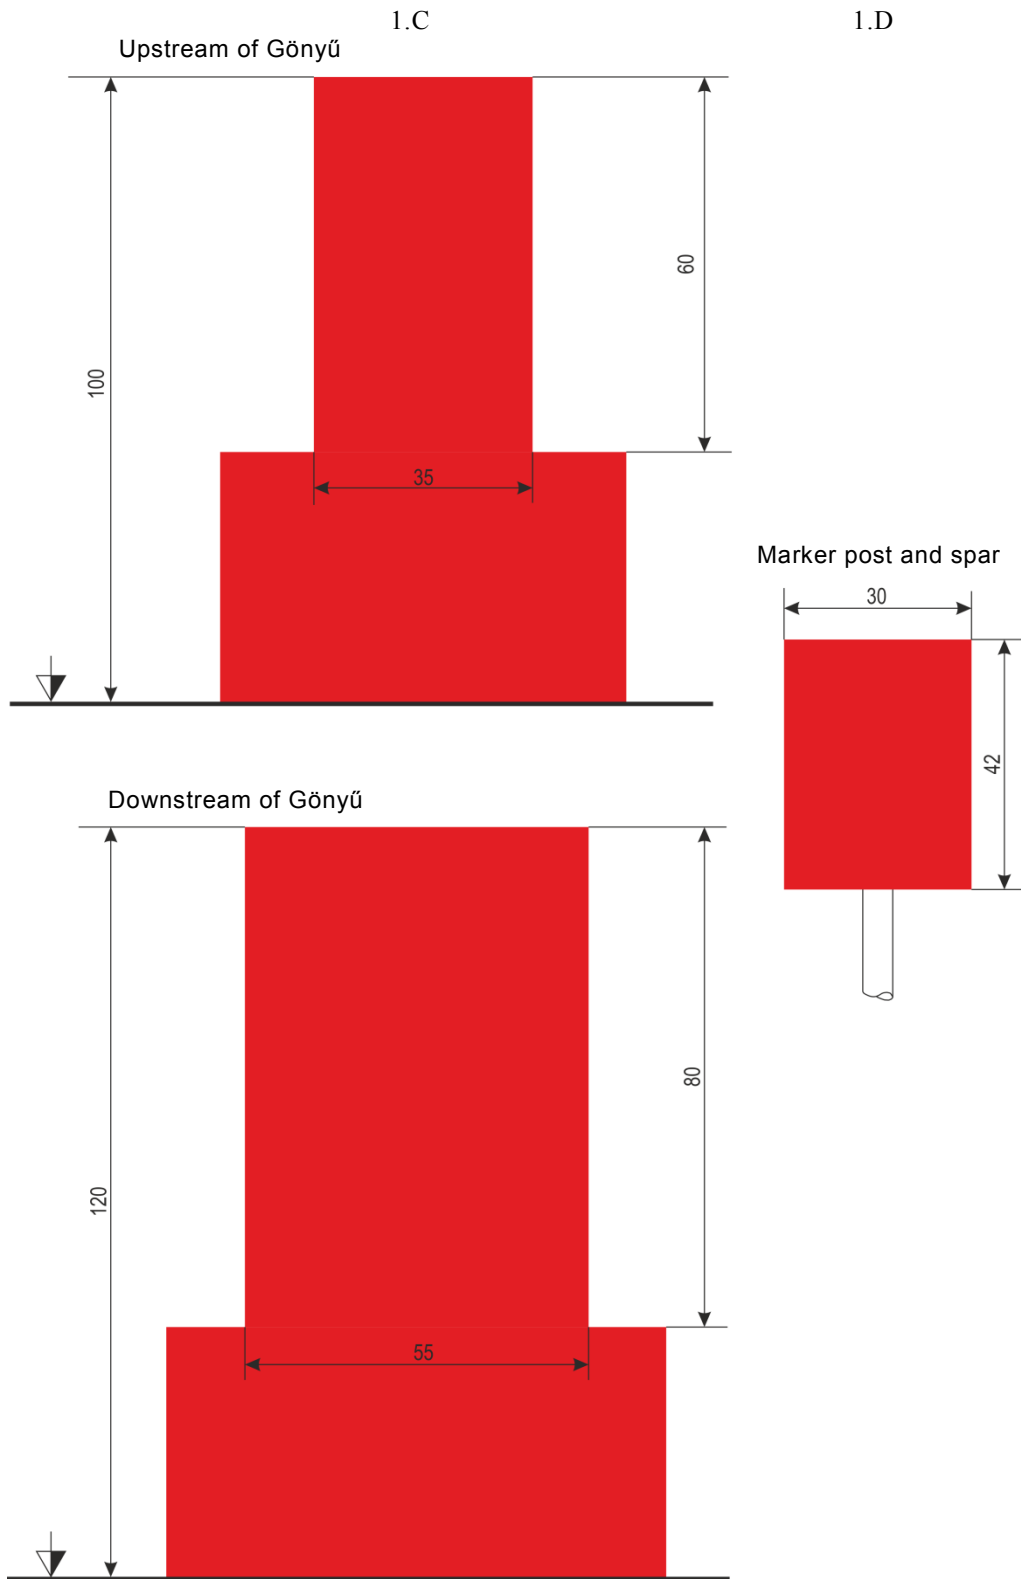 1.C
1.D
Upstream of Gönyű
100
60
35
Marker post and spar
30
42
Downstream of Gönyű
120
80
55